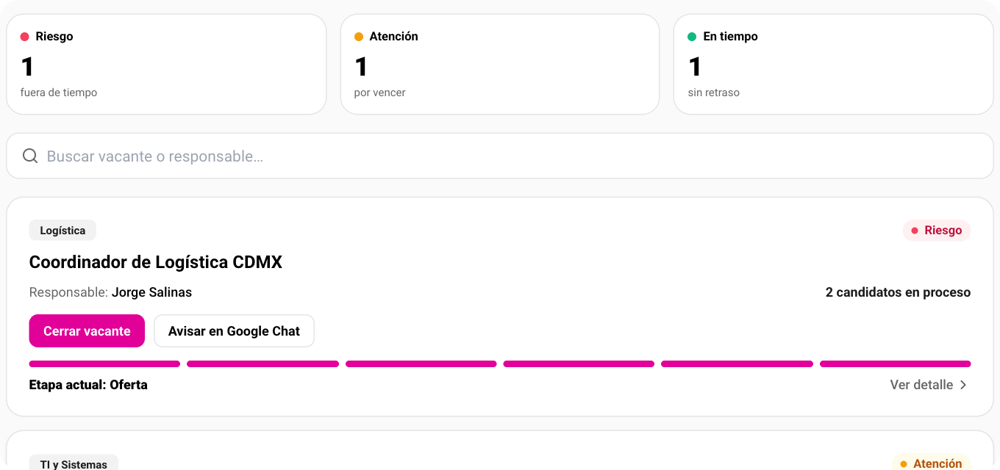 Riesgo
1
fuera de tiempo
Atención
1
por vencer
En tiempo
1
sin retraso
Buscar vacante o responsable...
Logística
Riesgo
Coordinador de Logística CDMX
Responsable: Jorge Salinas
2 candidatos en proceso
Cerrar vacante
Avisar en Google Chat
Etapa actual: Oferta
Ver detalle
TI y Sistemas
Atención